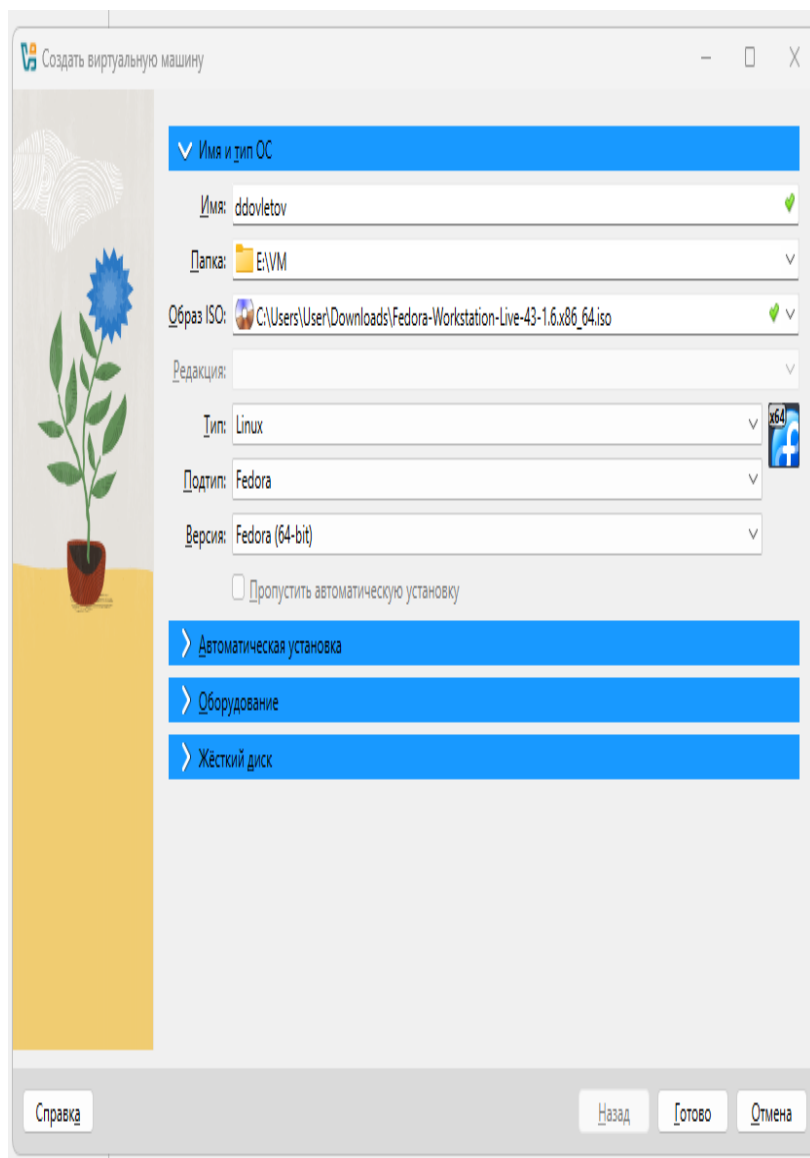 Создать виртуальную машину
Имя и тип ОС
Имя: ddovletov
Папка: E:\VM
Образ ISO: C:\Users\User\Downloads\Fedora-Workstation-Live-43-1.6.x86_64.iso
Редакция:
Тип: Linux
x64
Подтип: Fedora
Версия: Fedora (64-bit)
Пропустить автоматическую установку
Автоматическая установка
Оборудование
Жёсткий диск
Справка Назад Готово Отмена